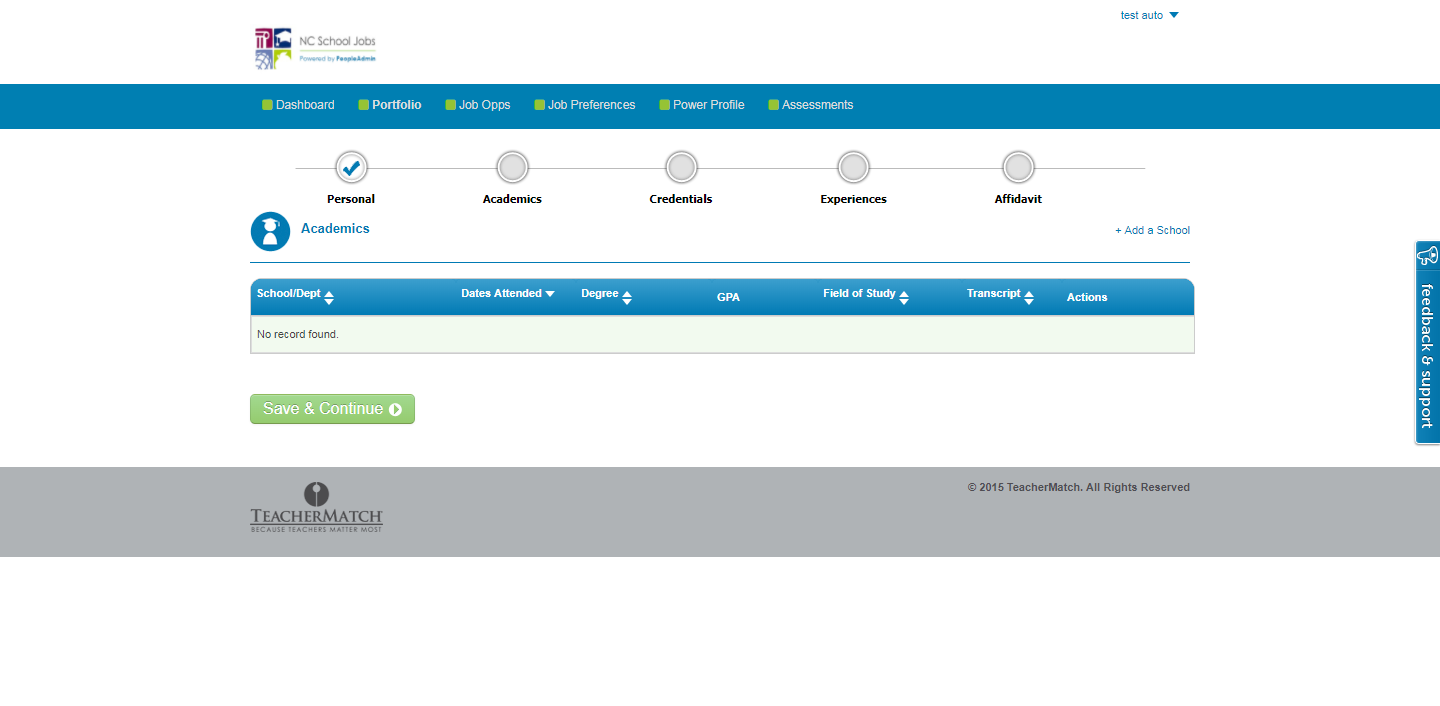 test auto
NC School Jobs
Powered by PeopleAdmin
Dashboard Portfolio Job Opps Job Preferences Power Profile Assessments
Personal Academics Credentials Experiences Affidavit
Academics
+ Add a School
School/Dept Dates Attended Degree GPA Field of Study Transcript Actions
No record found.
Save & Continue
feedback & support
© 2015 TeacherMatch. All Rights Reserved
TEACHERMATCH
BECAUSE TEACHERS MATTER MOST